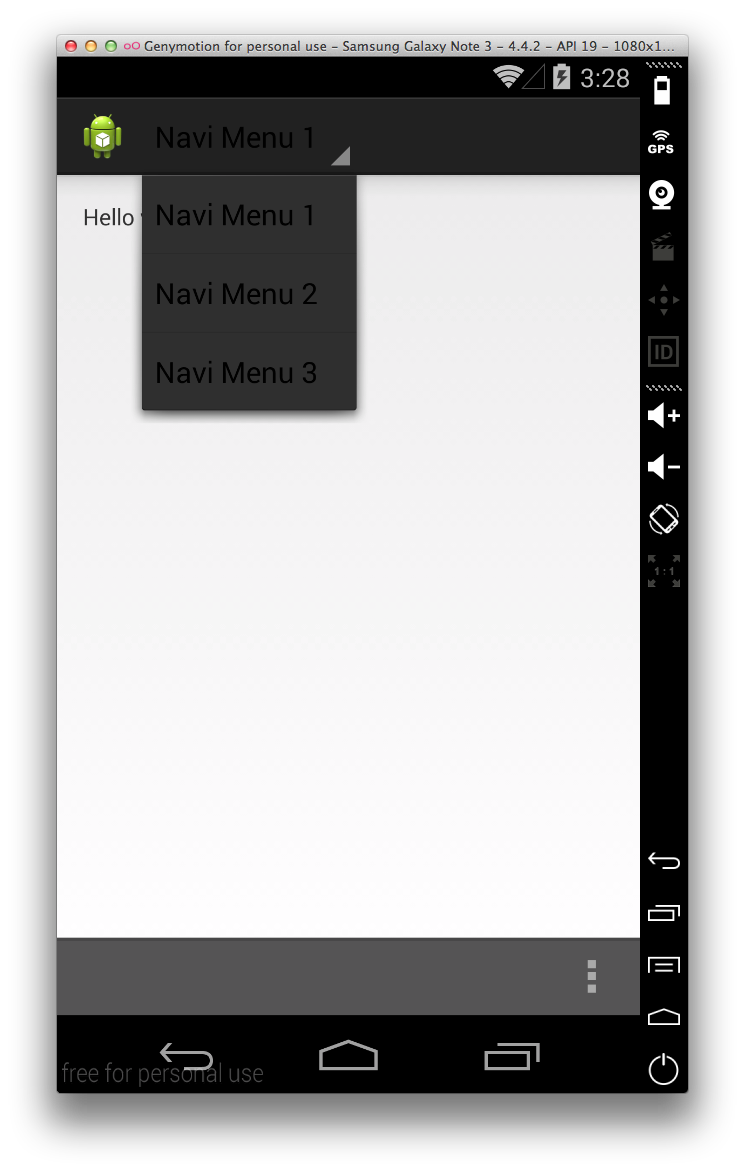 Genymotion for personal use - Samsung Galaxy Note 3 - 4.4.2 - API 19 - 1080x1...
3:28
Navi Menu 1
GPS
Hello
Navi Menu 1
Navi Menu 2
Navi Menu 3
ID
1:1
free for personal use